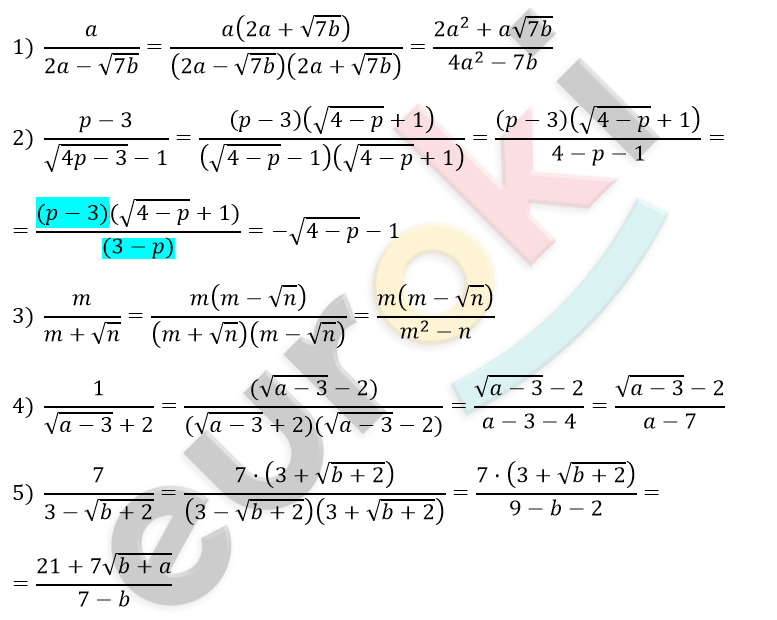 1) a/(2a − √(7b)) = a(2a + √(7b))/((2a − √(7b))(2a + √(7b))) = (2a² + a√(7b))/(4a² − 7b)
2) (p − 3)/(√(4p − 3) − 1) = (p − 3)(√(4 − p) + 1)/((√(4 − p) − 1)(√(4 − p) + 1)) = (p − 3)(√(4 − p) + 1)/(4 − p − 1) =
= (p − 3)(√(4 − p) + 1)/(3 − p) = −√(4 − p) − 1
3) m/(m + √n) = m(m − √n)/((m + √n)(m − √n)) = m(m − √n)/(m² − n)
4) 1/(√(a − 3) + 2) = (√(a − 3) − 2)/((√(a − 3) + 2)(√(a − 3) − 2)) = (√(a − 3) − 2)/(a − 3 − 4) = (√(a − 3) − 2)/(a − 7)
5) 7/(3 − √(b + 2)) = 7 · (3 + √(b + 2))/((3 − √(b + 2))(3 + √(b + 2))) = 7 · (3 + √(b + 2))/(9 − b − 2) =
= (21 + 7√(b + a))/(7 − b)
euroki